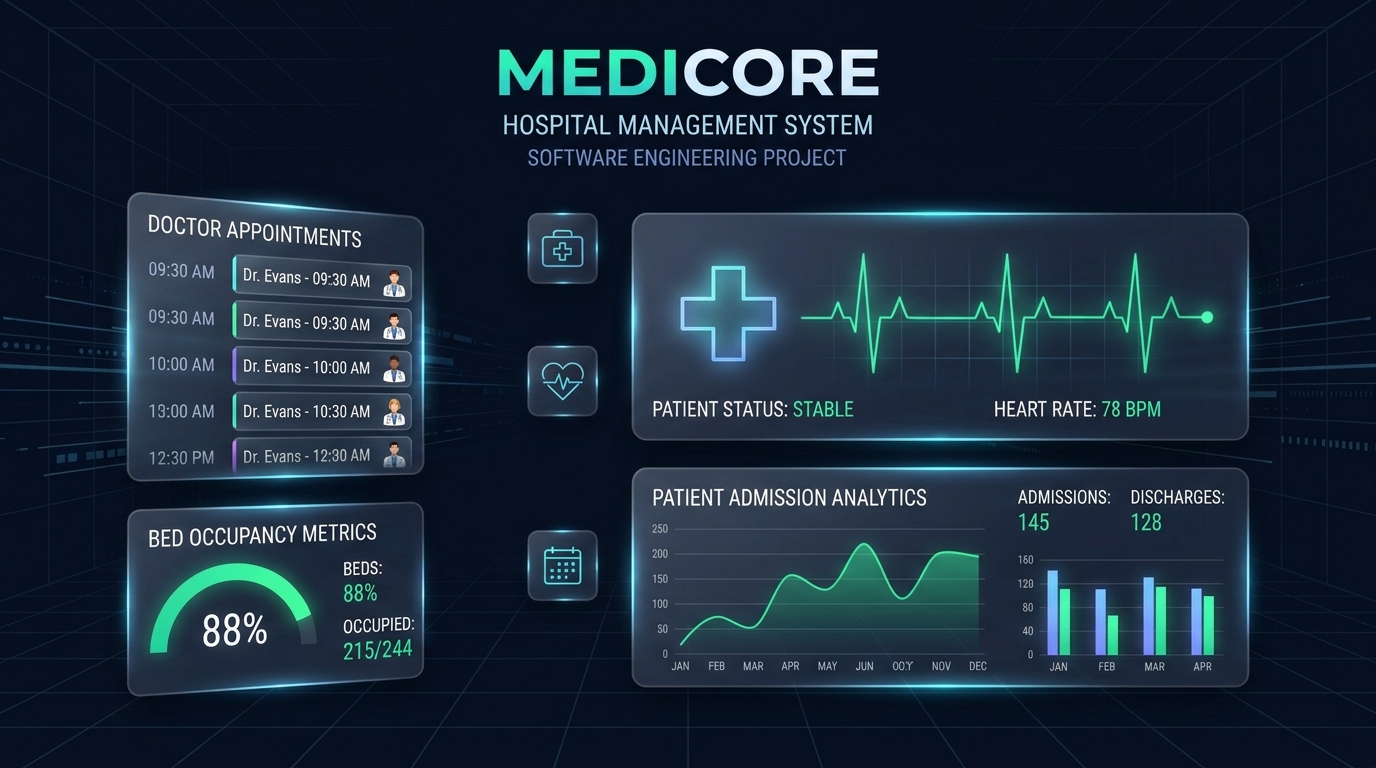 MEDICORE
HOSPITAL MANAGEMENT SYSTEM
SOFTWARE ENGINEERING PROJECT
DOCTOR APPOINTMENTS
09:30 AM Dr. Evans - 09:30 AM
09:30 AM Dr. Evans - 09:30 AM
10:00 AM Dr. Evans - 10:00 AM
13:00 AM Dr. Evans - 10:30 AM
12:30 PM Dr. Evans - 12:30 AM
BED OCCUPANCY METRICS
88%
BEDS:
88%
OCCUPIED:
215/244
PATIENT STATUS: STABLE
HEART RATE: 78 BPM
PATIENT ADMISSION ANALYTICS
250
200
150
100
50
0
JAN FEB MAR APR MAY JUN NOV DEC
ADMISSIONS: DISCHARGES:
145 128
160
120
80
40
0
JAN FEB MAR APR